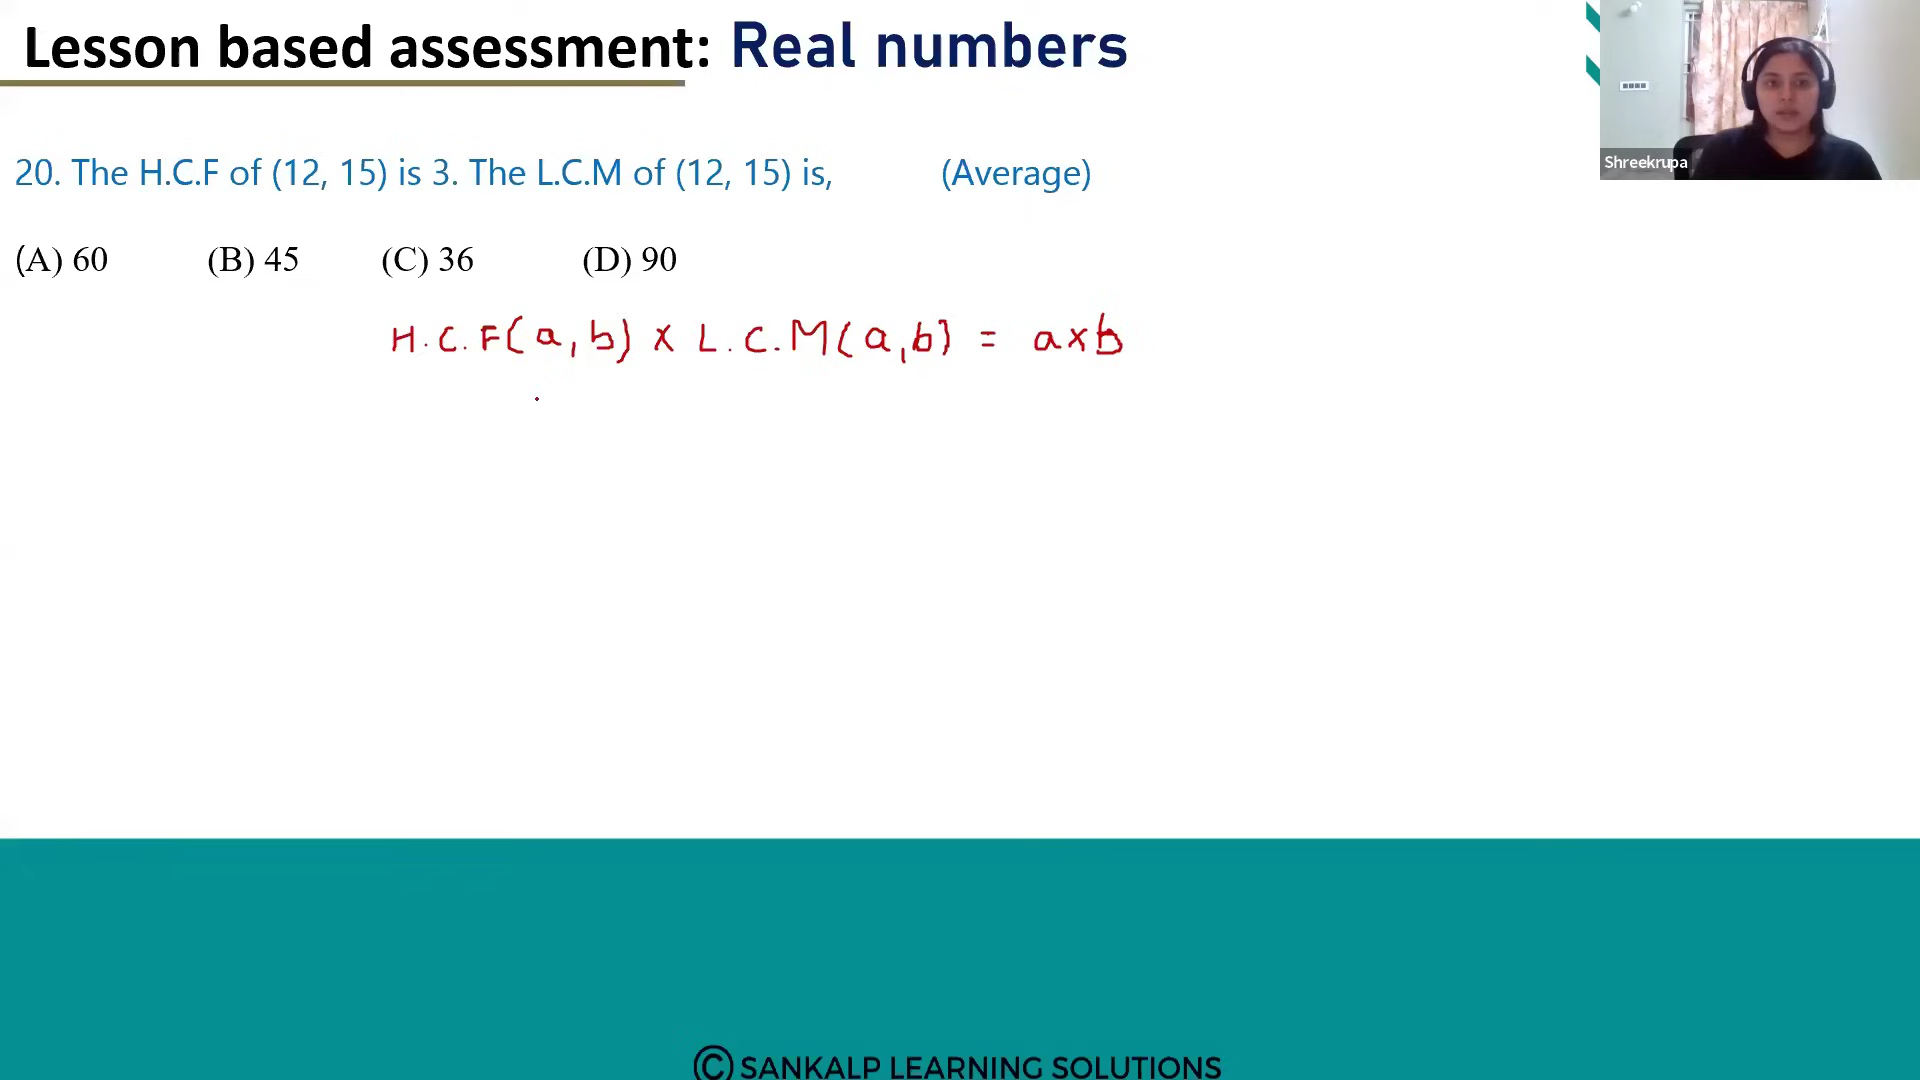 Lesson based assessment: Real numbers
Shreekrupa
20. The H.C.F of (12, 15) is 3. The L.C.M of (12, 15) is, (Average)
(A) 60 (B) 45 (C) 36 (D) 90
H.C.F(a,b) x L.C.M(a,b) = axb
© SANKALP LEARNING SOLUTIONS